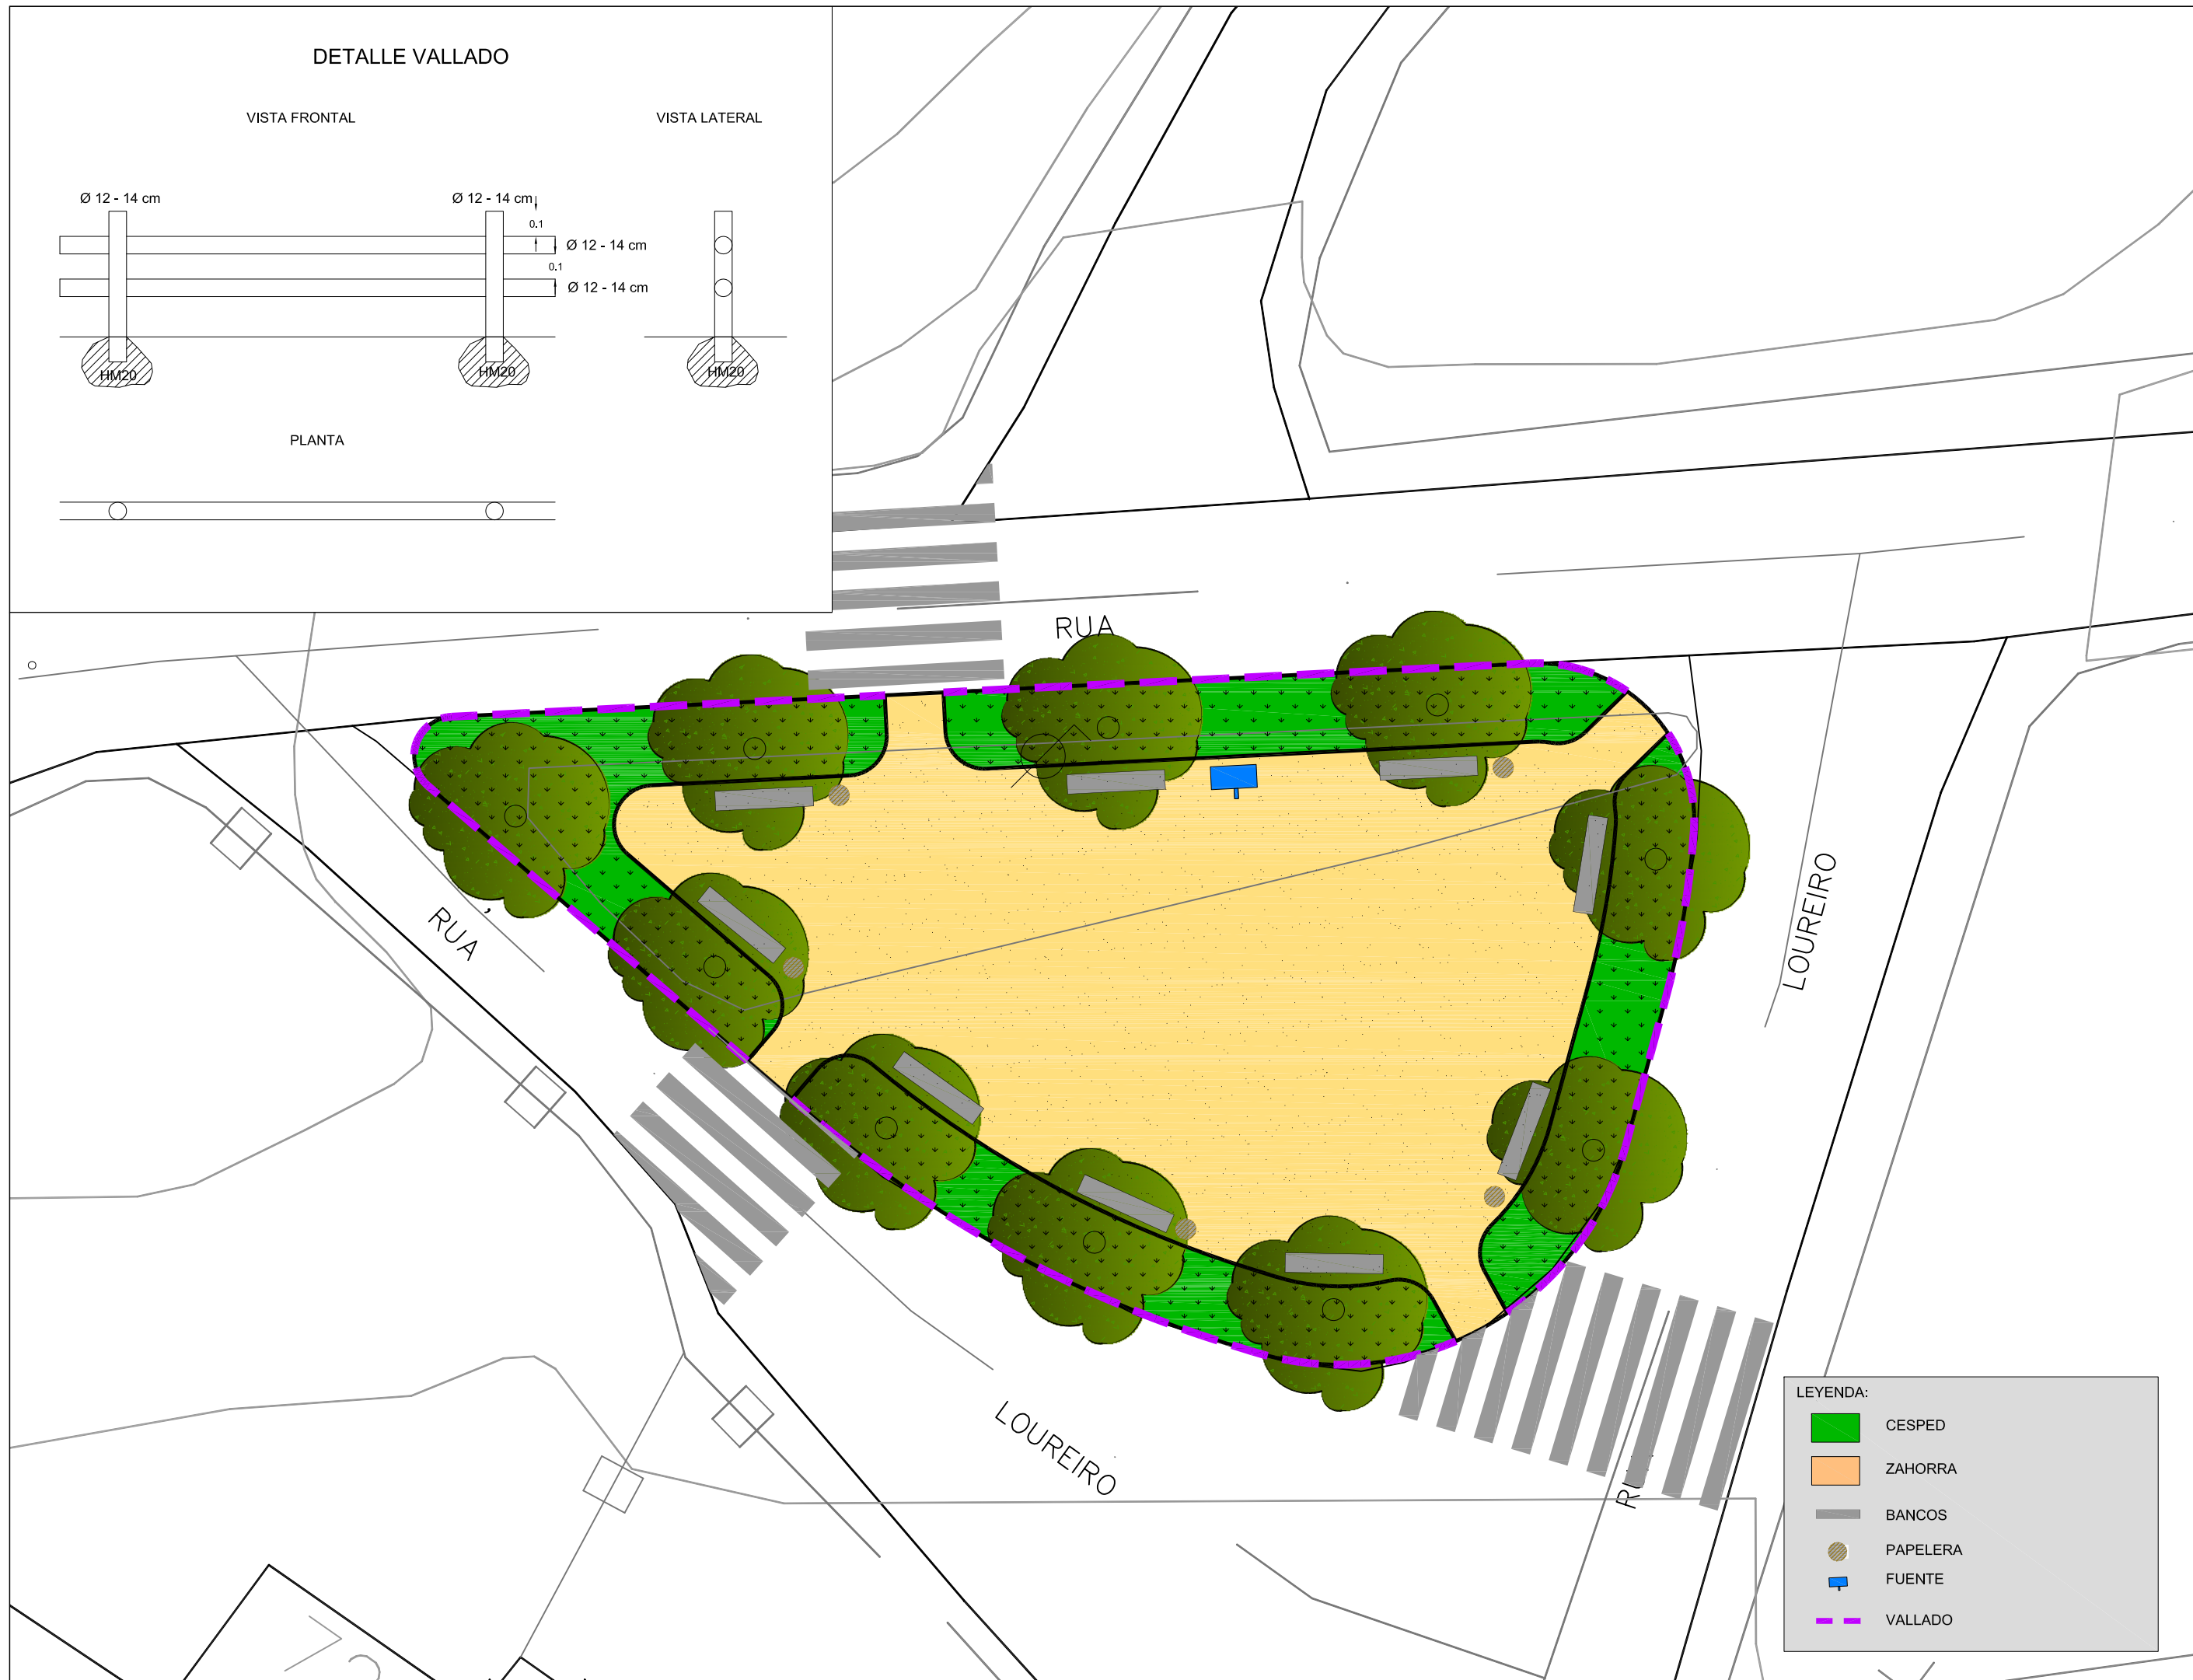 DETALLE VALLADO
VISTA FRONTAL
VISTA LATERAL
Ø 12 - 14 cm
Ø 12 - 14 cm
0.1
Ø 12 - 14 cm
0.1
Ø 12 - 14 cm
HM20
HM20
HM20
PLANTA
RUA
RUA
LOUREIRO
LOUREIRO
LEYENDA:
CESPED
ZAHORRA
BANCOS
PAPELERA
FUENTE
VALLADO